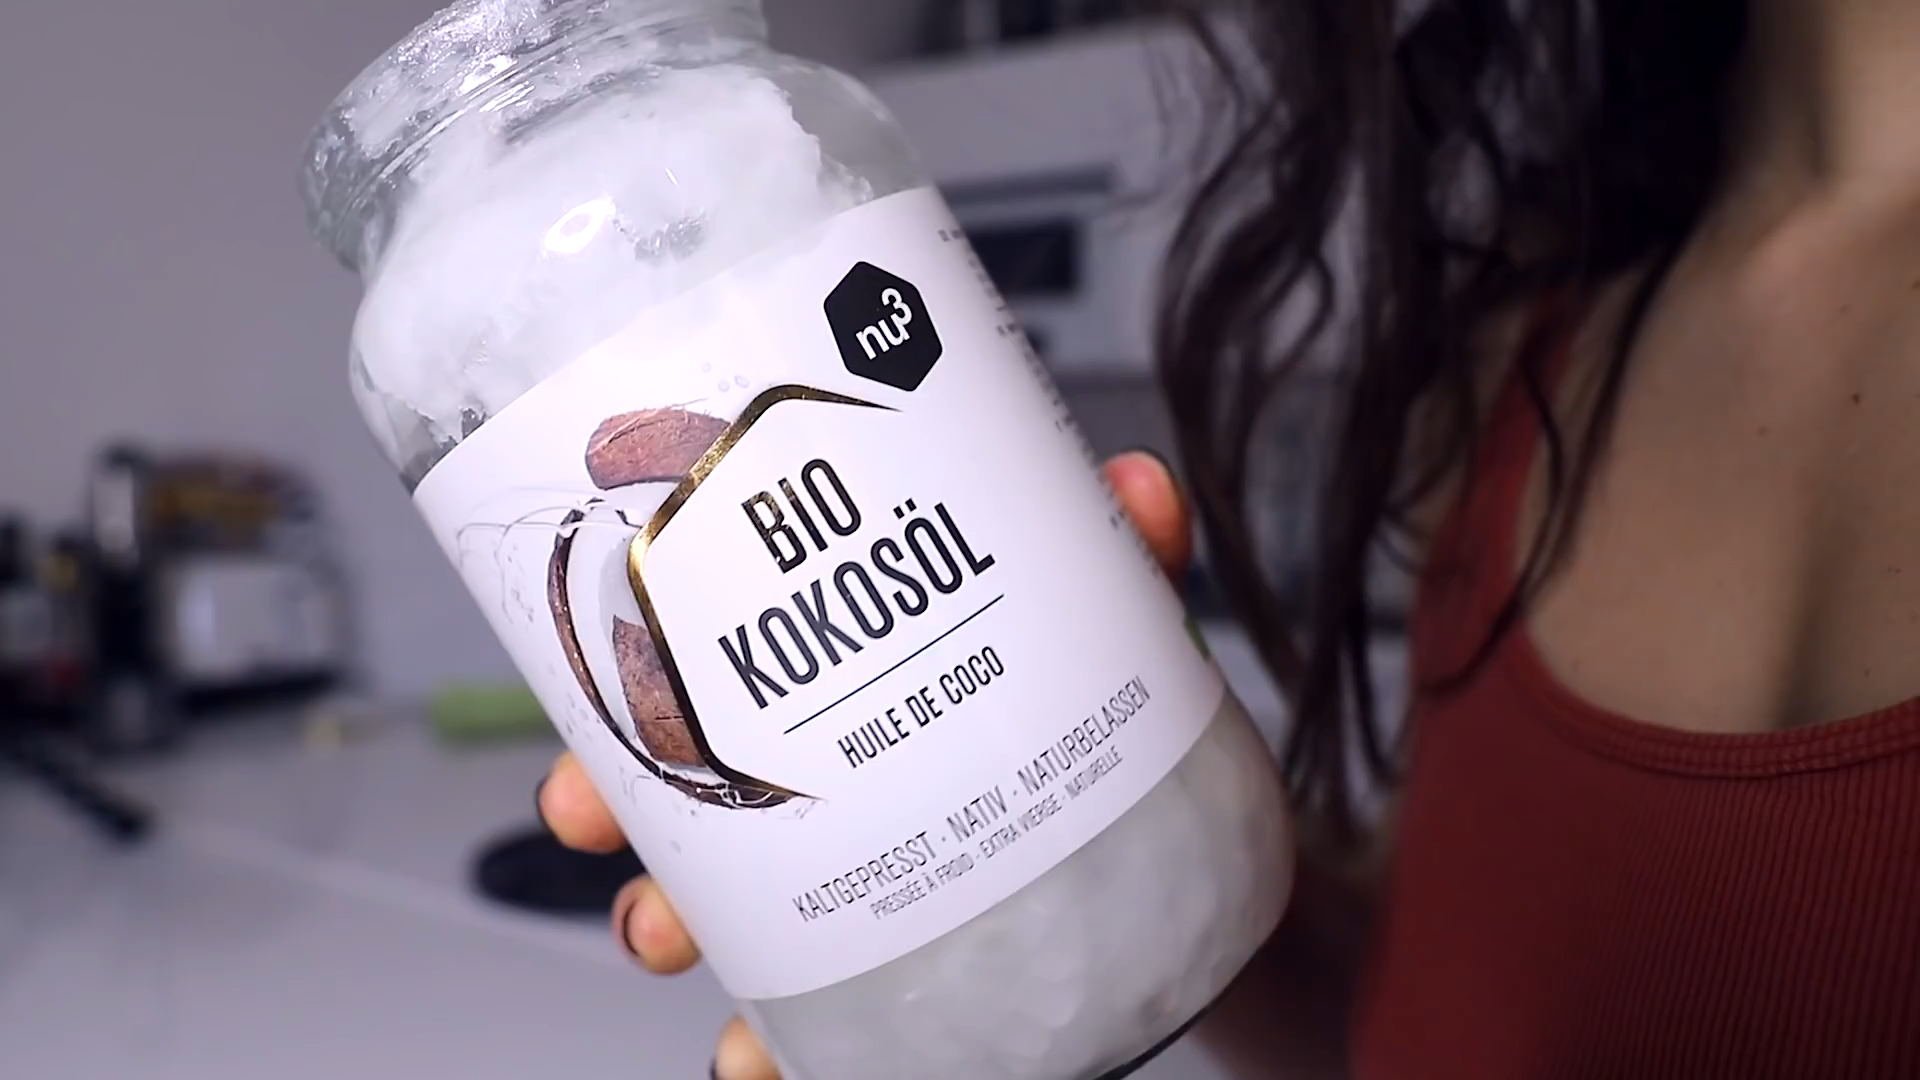 nu3
BIO
KOKOSÖL
HUILE DE COCO
KALTGEPRESST · NATIV · NATURBELASSEN
PRESSÉE À FROID · EXTRA VIERGE · NATURELLE